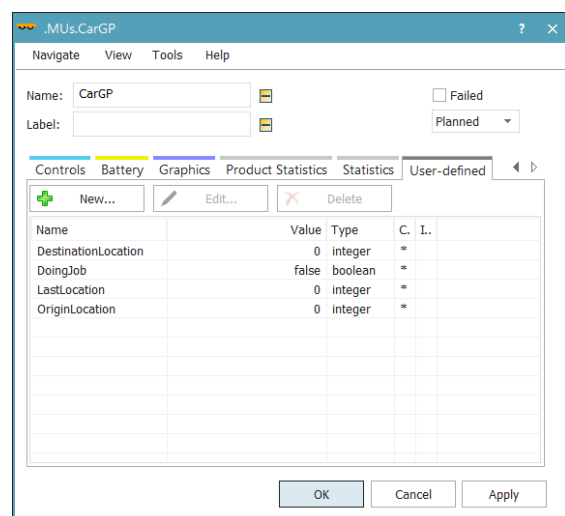 .MUs.CarGP ? ×
Navigate View Tools Help
Name: CarGP Failed
Label: Planned
Controls Battery Graphics Product Statistics Statistics User-defined
New... Edit... Delete
Name Value Type C. I..
DestinationLocation 0 integer *
DoingJob false boolean *
LastLocation 0 integer *
OriginLocation 0 integer *
OK Cancel Apply